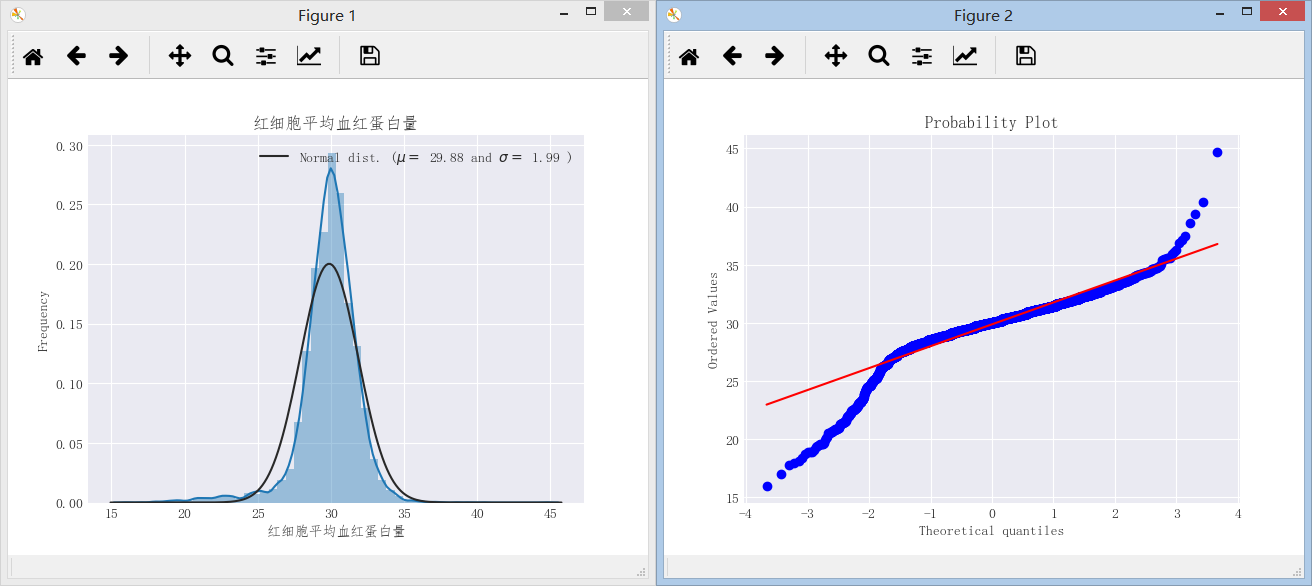 Figure 1
红细胞平均血红蛋白量
Normal dist. (μ = 29.88 and σ = 1.99 )
0.30
0.25
0.20
0.15
0.10
0.05
0.00
Frequency
15 20 25 30 35 40 45
红细胞平均血红蛋白量
Figure 2
Probability Plot
45
40
35
30
25
20
15
Ordered Values
−4 −3 −2 −1 0 1 2 3 4
Theoretical quantiles